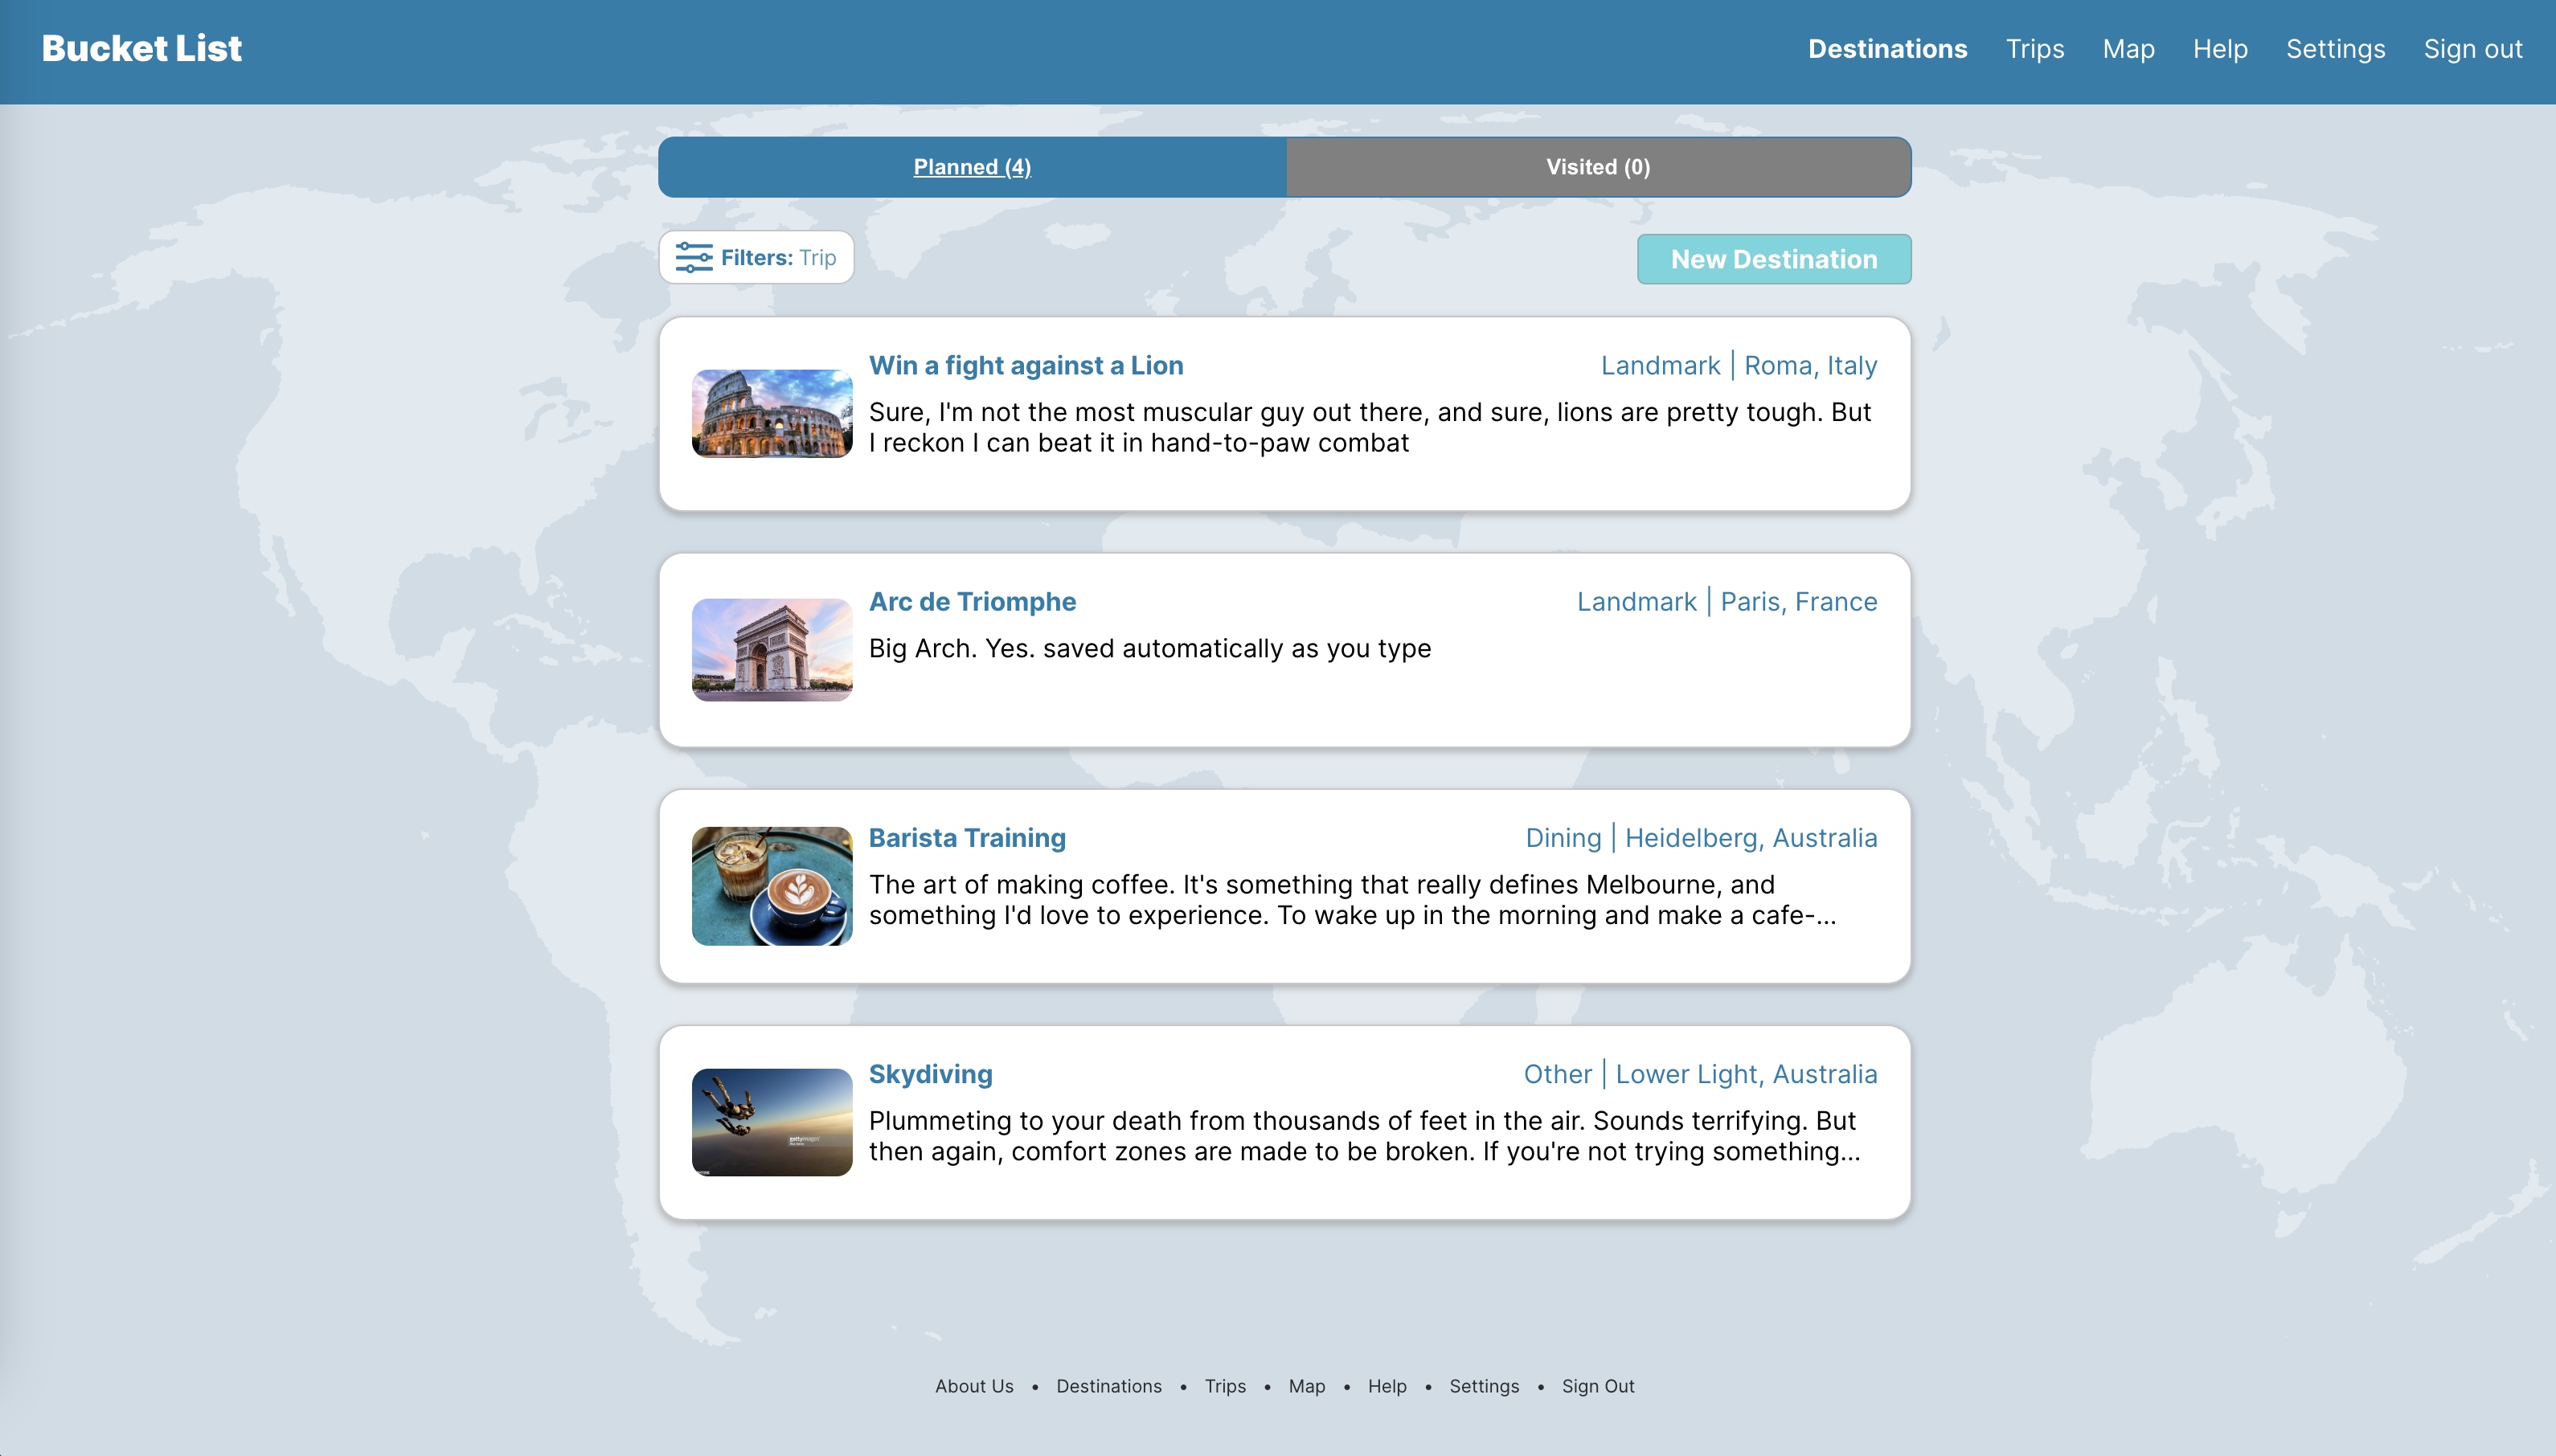 Bucket List
Destinations Trips Map Help Settings Sign out
Planned (4) Visited (0)
Filters: Trip
New Destination
Win a fight against a Lion
Landmark | Roma, Italy
Sure, I'm not the most muscular guy out there, and sure, lions are pretty tough. But
I reckon I can beat it in hand-to-paw combat
Arc de Triomphe
Landmark | Paris, France
Big Arch. Yes. saved automatically as you type
Barista Training
Dining | Heidelberg, Australia
The art of making coffee. It's something that really defines Melbourne, and
something I'd love to experience. To wake up in the morning and make a cafe-...
Skydiving
Other | Lower Light, Australia
Plummeting to your death from thousands of feet in the air. Sounds terrifying. But
then again, comfort zones are made to be broken. If you're not trying something...
gettyimages
About Us • Destinations • Trips • Map • Help • Settings • Sign Out